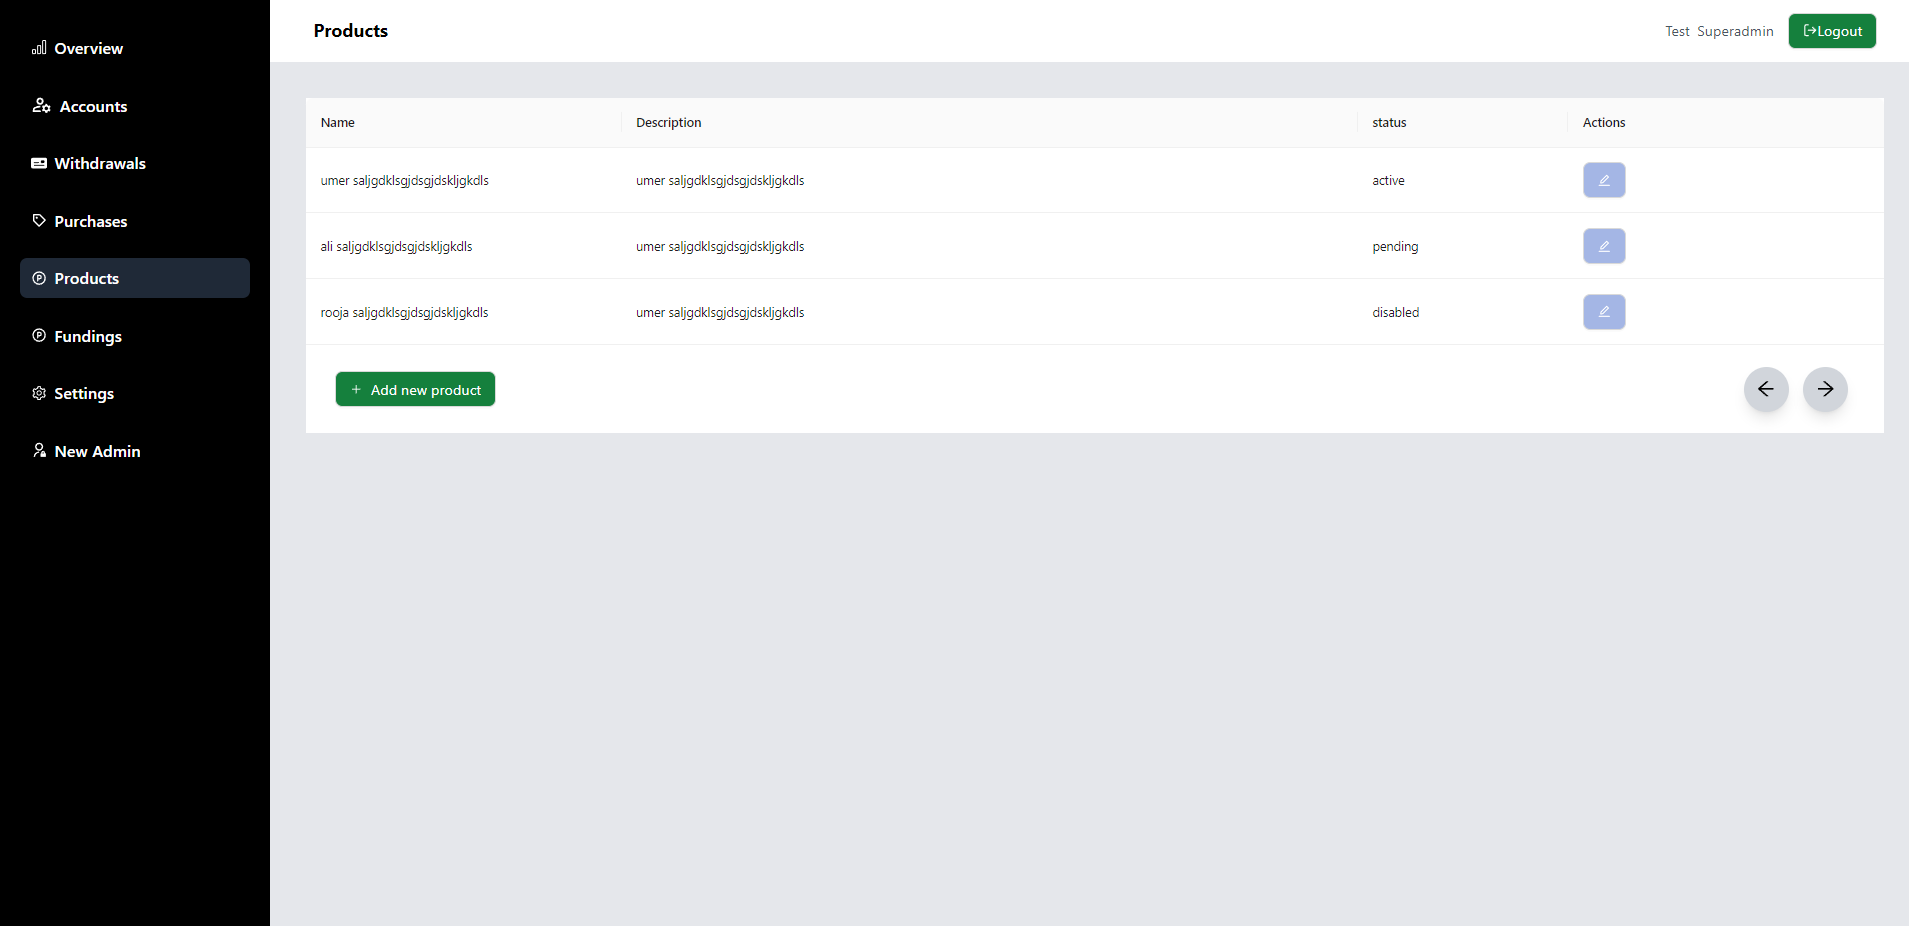 Overview
Accounts
Withdrawals
Purchases
Products
Fundings
Settings
New Admin
Products
Test Superadmin
Logout
Name Description status Actions
umer saljgdklsgjdsgjdskljgkdls umer saljgdklsgjdsgjdskljgkdls active
ali saljgdklsgjdsgjdskljgkdls umer saljgdklsgjdsgjdskljgkdls pending
rooja saljgdklsgjdsgjdskljgkdls umer saljgdklsgjdsgjdskljgkdls disabled
+ Add new product